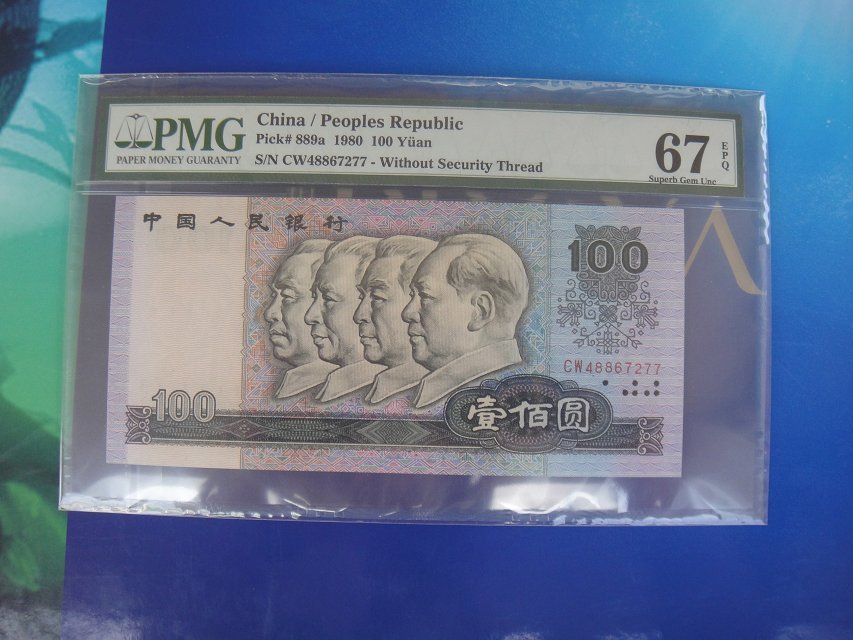 PMG
PAPER MONEY GUARANTY
China / Peoples Republic
Pick# 889a 1980 100 Yüan
S/N CW48867277 - Without Security Thread
67
EPQ
Superb Gem Unc
中国人民银行
100
CW48867277
100
壹佰圆